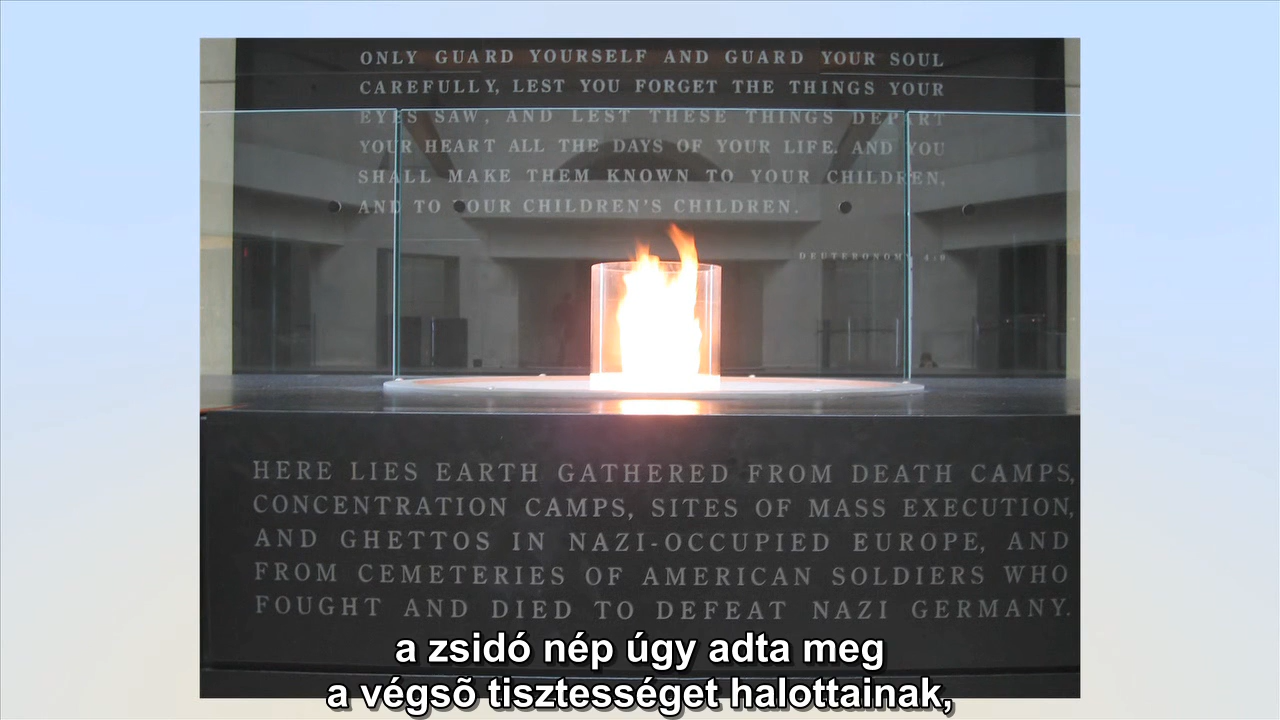 ONLY GUARD YOURSELF AND GUARD YOUR SOUL
CAREFULLY, LEST YOU FORGET THE THINGS YOUR
EYES SAW, AND LEST THESE THINGS DEPART
YOUR HEART ALL THE DAYS OF YOUR LIFE. AND YOU
SHALL MAKE THEM KNOWN TO YOUR CHILDREN,
AND TO YOUR CHILDREN'S CHILDREN.
DEUTERONOMY 4:9
HERE LIES EARTH GATHERED FROM DEATH CAMPS,
CONCENTRATION CAMPS, SITES OF MASS EXECUTION,
AND GHETTOS IN NAZI-OCCUPIED EUROPE, AND
FROM CEMETERIES OF AMERICAN SOLDIERS WHO
FOUGHT AND DIED TO DEFEAT NAZI GERMANY.
a zsidó nép úgy adta meg
a végsõ tisztességet halottainak,